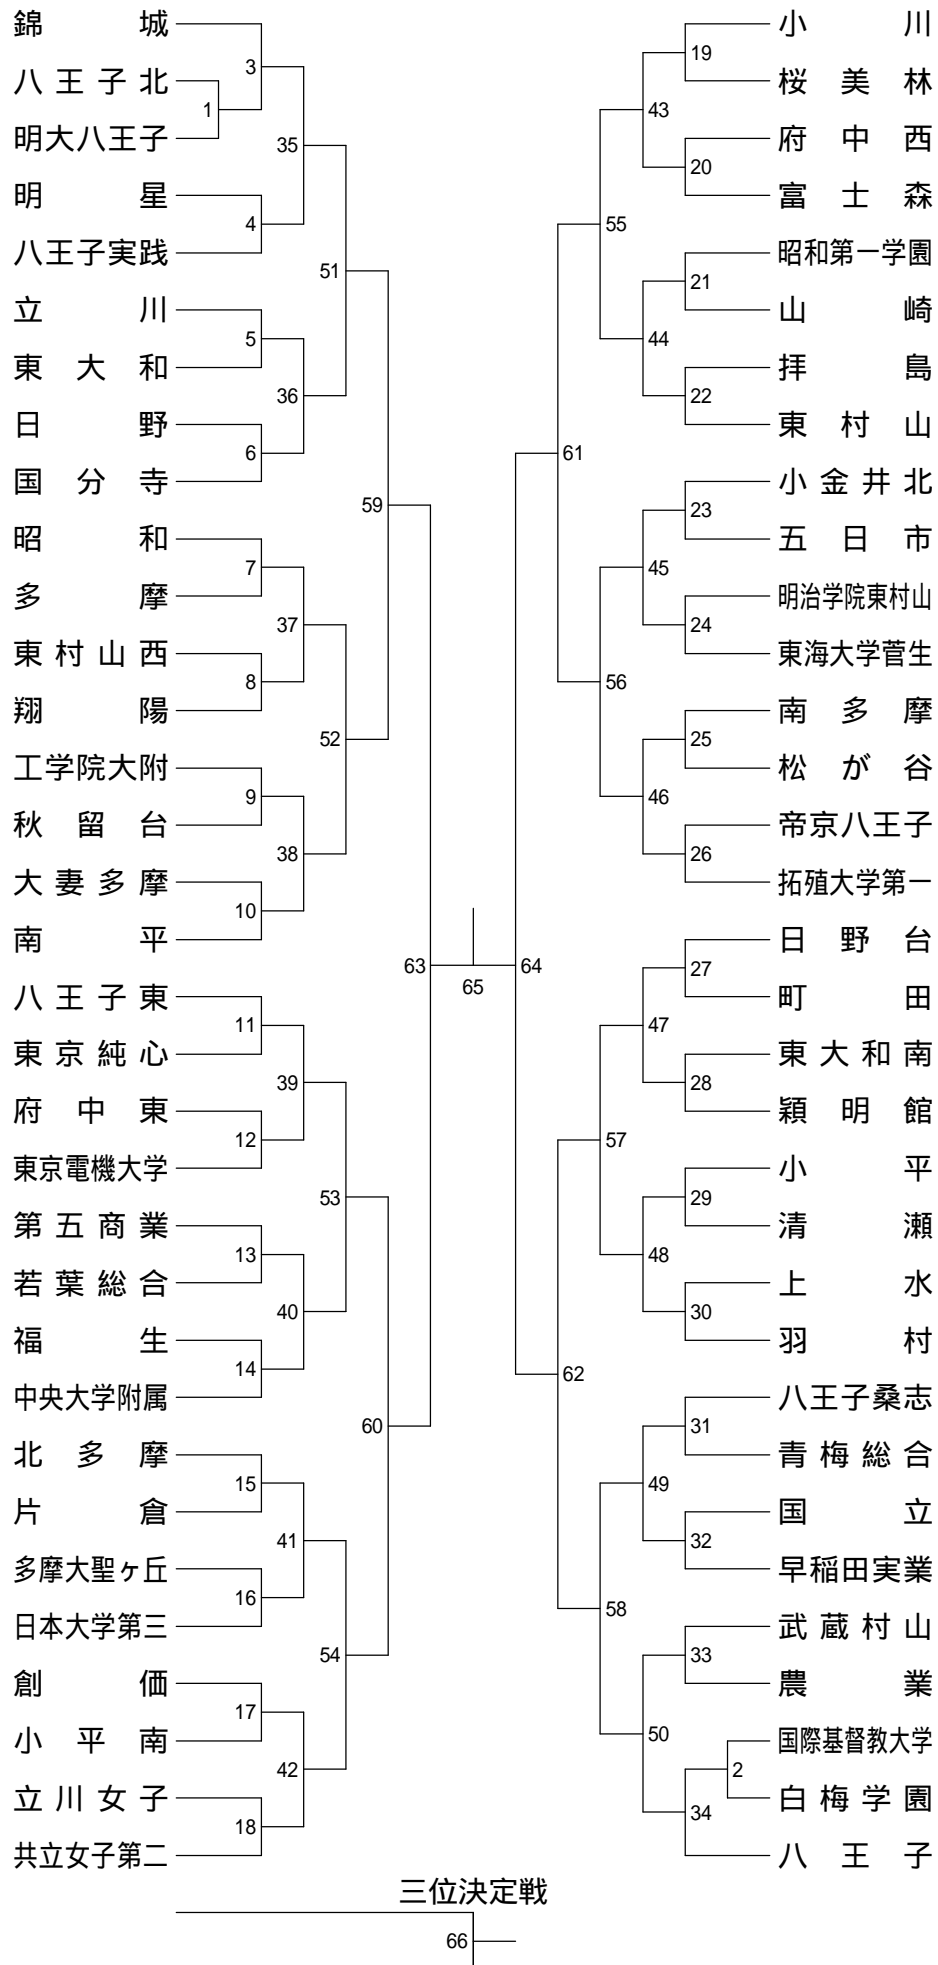 錦城
八王子北
明大八王子
明星
八王子実践
立川
東大和
日野
国分寺
昭和
多摩
東村山西
翔陽
工学院大附
秋留台
大妻多摩
南平
八王子東
東京純心
府中東
東京電機大学
第五商業
若葉総合
福生
中央大学附属
北多摩
片倉
多摩大聖ヶ丘
日本大学第三
創価
小平南
立川女子
共立女子第二
1
3
4
5
6
7
8
9
10
11
12
13
14
15
16
17
18
35
36
37
38
39
40
41
42
51
52
53
54
59
60
63
65
64
61
62
55
56
57
58
43
44
45
46
47
48
49
50
19
20
21
22
23
24
25
26
27
28
29
30
31
32
33
2
34
小川
桜美林
府中西
富士森
昭和第一学園
山崎
拝島
東村山
小金井北
五日市
明治学院東村山
東海大学菅生
南多摩
松が谷
帝京八王子
拓殖大学第一
日野台
町田
東大和南
穎明館
小平
清瀬
上水
羽村
八王子桑志
青梅総合
国立
早稲田実業
武蔵村山
農業
国際基督教大学
白梅学園
八王子
三位決定戦
66